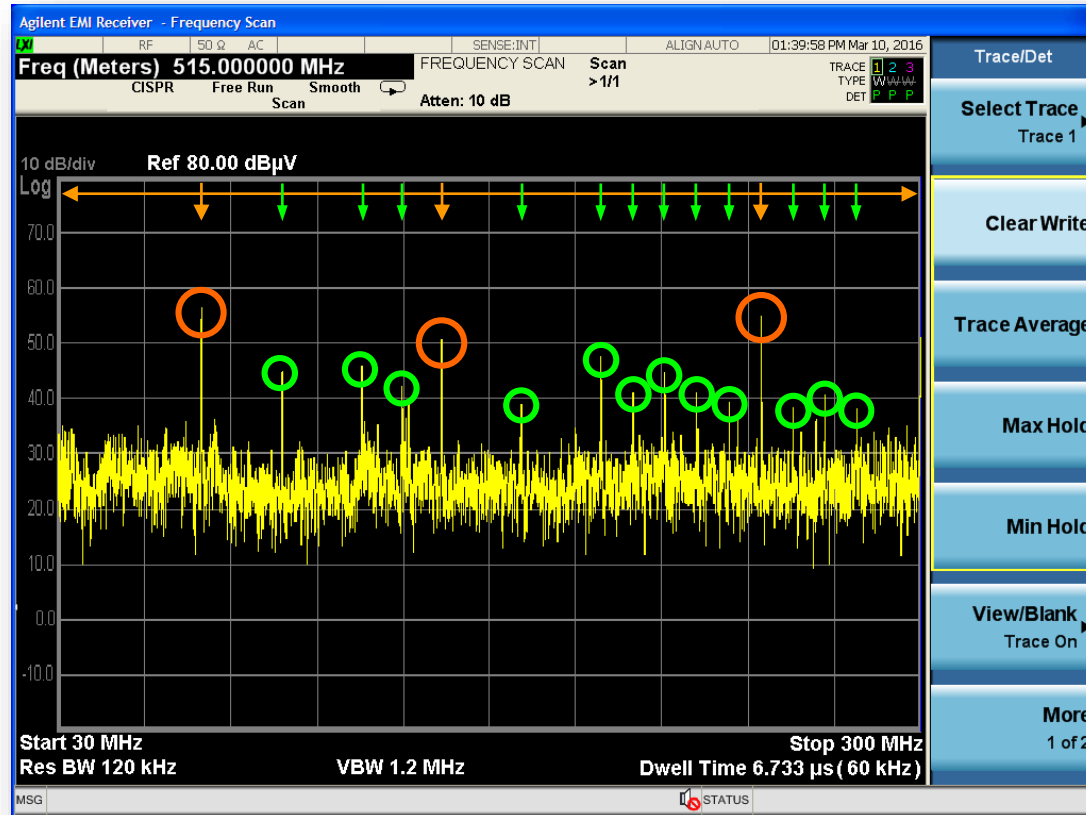 Agilent EMI Receiver - Frequency Scan
LXI RF 50 Ω AC SENSE:INT ALIGN AUTO 01:39:58 PM Mar 10, 2016
Freq (Meters) 515.000000 MHz
FREQUENCY SCAN
Scan
>1/1
TRACE 1 2 3
TYPE W W W
DET P P P
CISPR Free Run Smooth
Scan
Atten: 10 dB
10 dB/div Ref 80.00 dBµV
Log
70.0
60.0
50.0
40.0
30.0
20.0
10.0
0.0
-10.0
Start 30 MHz
Stop 300 MHz
Res BW 120 kHz
VBW 1.2 MHz
Dwell Time 6.733 µs (60 kHz)
MSG
STATUS
Trace/Det
Select Trace
Trace 1
Clear Write
Trace Average
Max Hold
Min Hold
View/Blank
Trace On
More
1 of 2